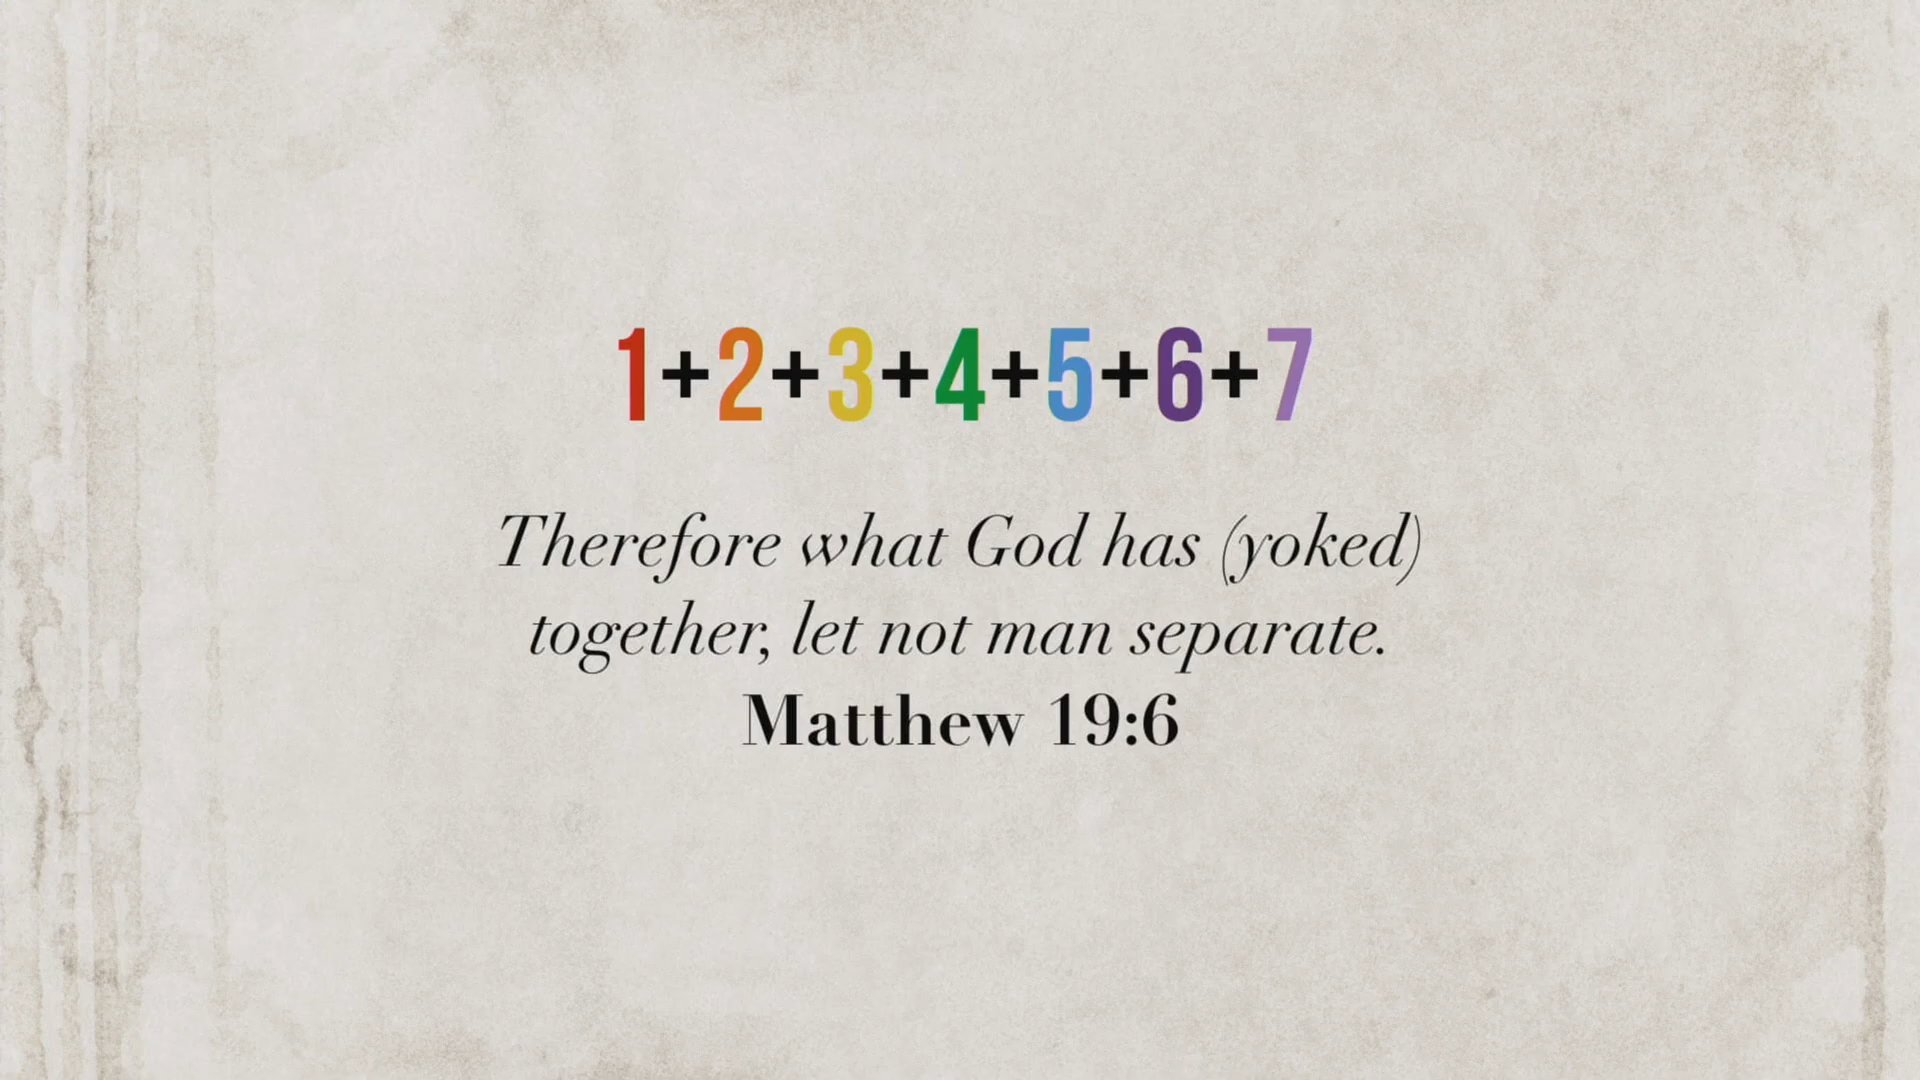 1+2+3+4+5+6+7
Therefore what God has (yoked)
together, let not man separate.
Matthew 19:6